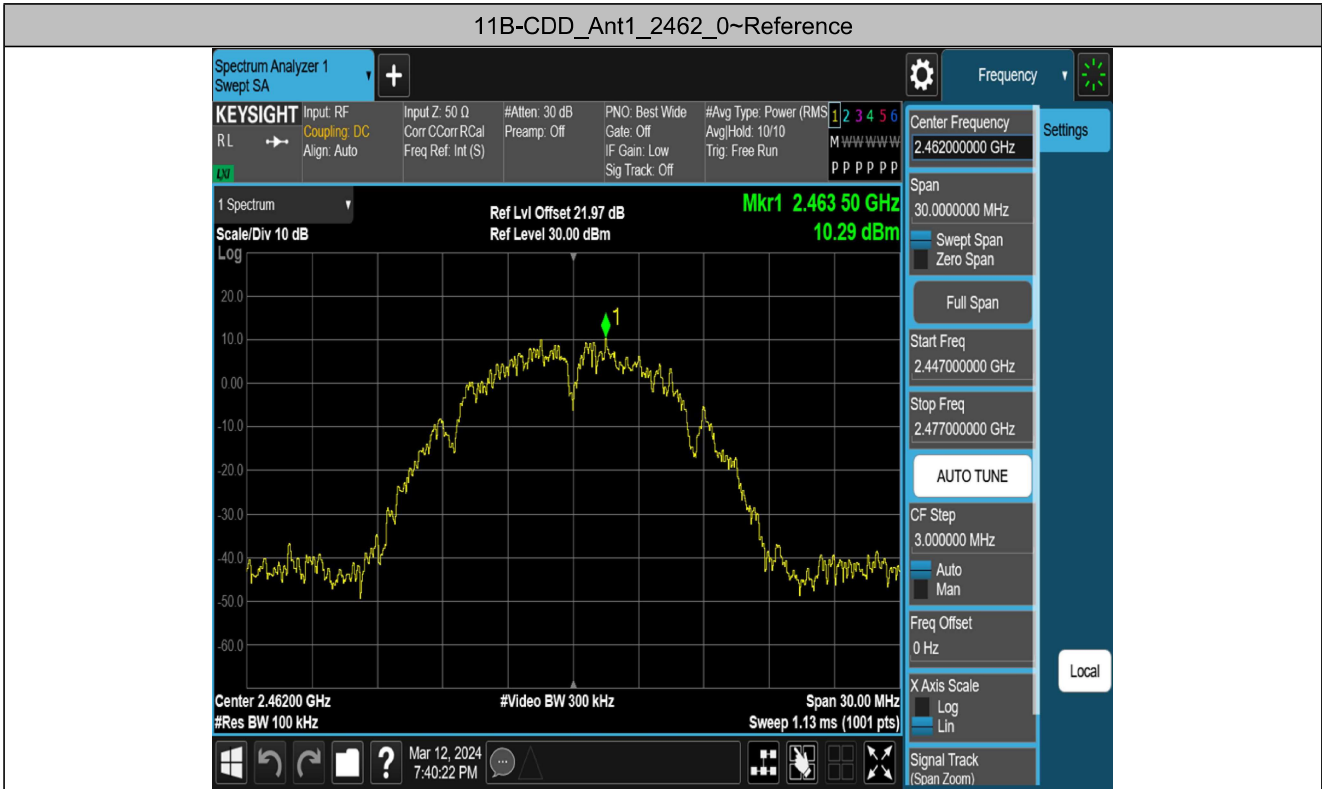 11B-CDD_Ant1_2462_0~Reference
Spectrum Analyzer 1
Swept SA
+
Frequency
KEYSIGHT
RL
LXI
Input: RF
Coupling: DC
Align: Auto
Input Z: 50 Ω
Corr CCorr RCal
Freq Ref: Int (S)
#Atten: 30 dB
Preamp: Off
PNO: Best Wide
Gate: Off
IF Gain: Low
Sig Track: Off
#Avg Type: Power (RMS
Avg|Hold: 10/10
Trig: Free Run
1 2 3 4 5 6
M W W W W W
P P P P P P
1 Spectrum
Scale/Div 10 dB
Log
Ref Lvl Offset 21.97 dB
Ref Level 30.00 dBm
Mkr1 2.463 50 GHz
10.29 dBm
1
20.0
10.0
0.00
-10.0
-20.0
-30.0
-40.0
-50.0
-60.0
Center 2.46200 GHz
#Video BW 300 kHz
Span 30.00 MHz
#Res BW 100 kHz
Sweep 1.13 ms (1001 pts)
Center Frequency
2.462000000 GHz
Settings
Span
30.0000000 MHz
Swept Span
Zero Span
Full Span
Start Freq
2.447000000 GHz
Stop Freq
2.477000000 GHz
AUTO TUNE
CF Step
3.000000 MHz
Auto
Man
Freq Offset
0 Hz
Local
X Axis Scale
Log
Lin
Signal Track
(Span Zoom)
?
Mar 12, 2024
7:40:22 PM